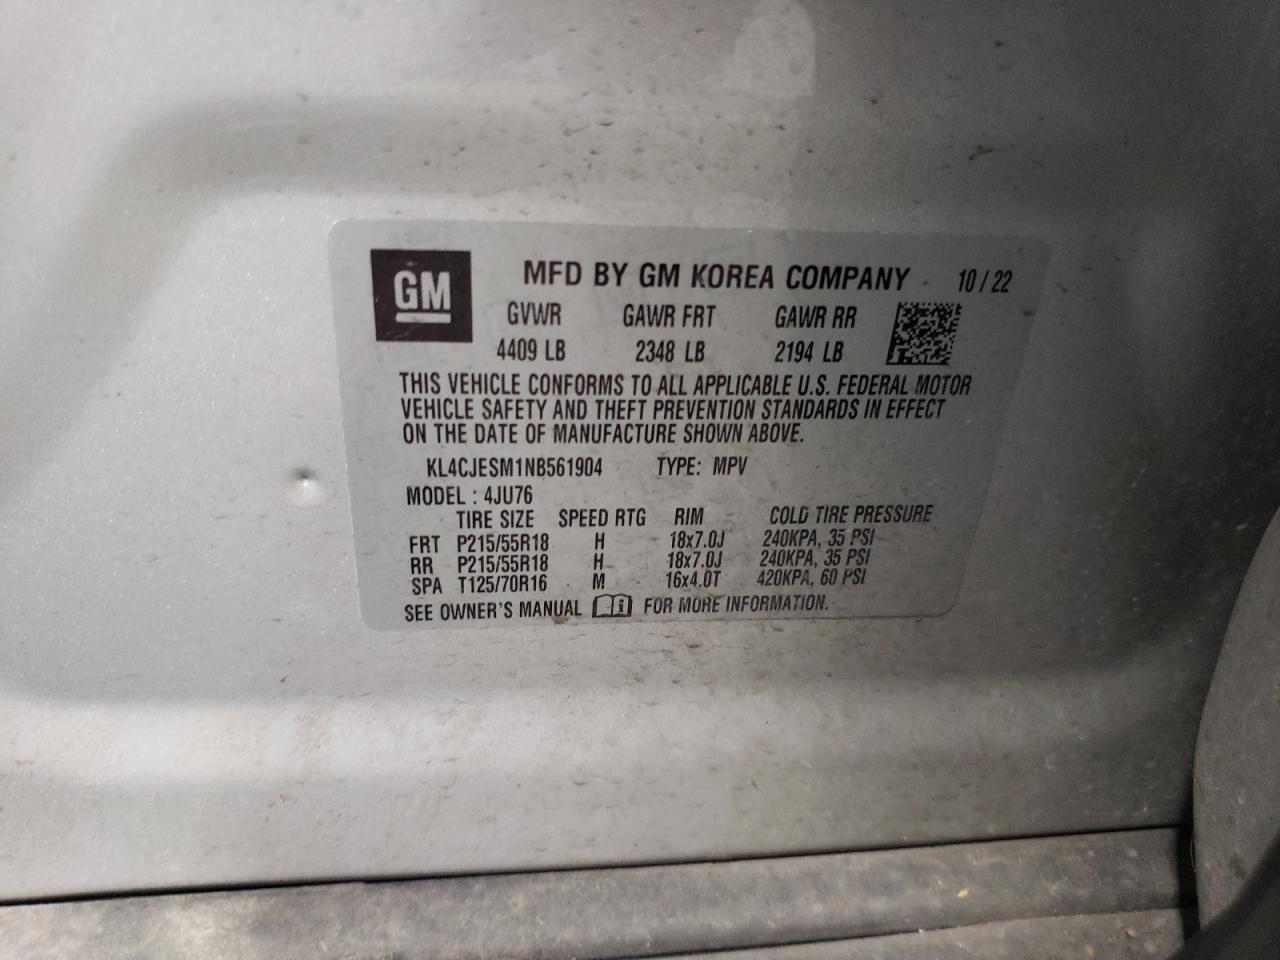 GM
MFD BY GM KOREA COMPANY 10/22
GVWR GAWR FRT GAWR RR
4409 LB 2348 LB 2194 LB
THIS VEHICLE CONFORMS TO ALL APPLICABLE U.S. FEDERAL MOTOR
VEHICLE SAFETY AND THEFT PREVENTION STANDARDS IN EFFECT
ON THE DATE OF MANUFACTURE SHOWN ABOVE.
KL4CJESM1NB561904 TYPE: MPV
MODEL : 4JU76
TIRE SIZE SPEED RTG RIM COLD TIRE PRESSURE
FRT P215/55R18 H 18x7.0J 240KPA, 35 PSI
RR P215/55R18 H 18x7.0J 240KPA, 35 PSI
SPA T125/70R16 M 16x4.0T 420KPA, 60 PSI
SEE OWNER'S MANUAL i FOR MORE INFORMATION.